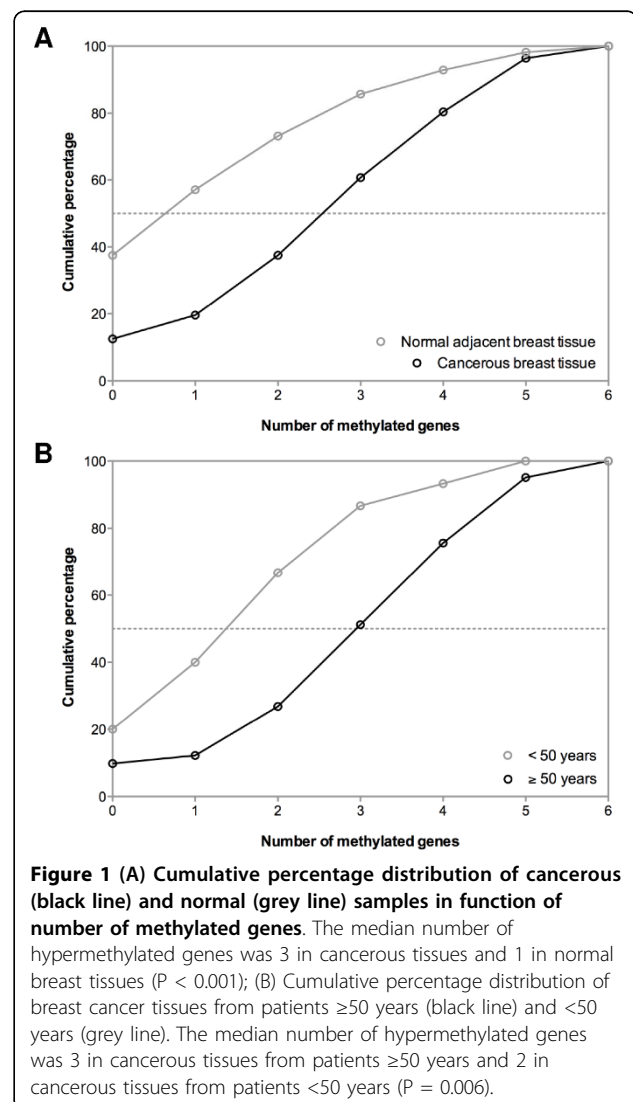 A
100
80
60
40
20
0
Cumulative percentage
Normal adjacent breast tissue
Cancerous breast tissue
0 1 2 3 4 5 6
Number of methylated genes
B
100
80
60
40
20
0
Cumulative percentage
< 50 years
≥ 50 years
0 1 2 3 4 5 6
Number of methylated genes
Figure 1 (A) Cumulative percentage distribution of cancerous
(black line) and normal (grey line) samples in function of
number of methylated genes. The median number of
hypermethylated genes was 3 in cancerous tissues and 1 in normal
breast tissues (P < 0.001); (B) Cumulative percentage distribution of
breast cancer tissues from patients ≥50 years (black line) and <50
years (grey line). The median number of hypermethylated genes
was 3 in cancerous tissues from patients ≥50 years and 2 in
cancerous tissues from patients <50 years (P = 0.006).